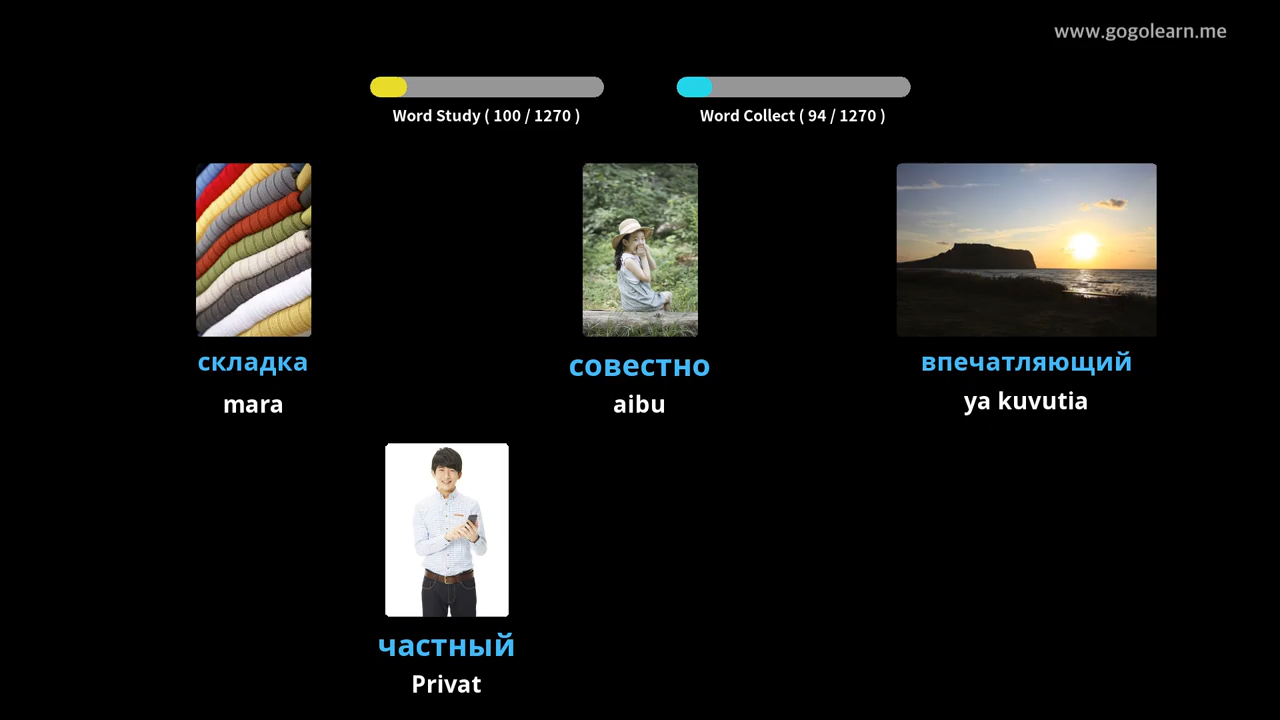 www.gogolearn.me
Word Study ( 100 / 1270 )
Word Collect ( 94 / 1270 )
складка
совестно
впечатляющий
mara
aibu
ya kuvutia
частный
Privat